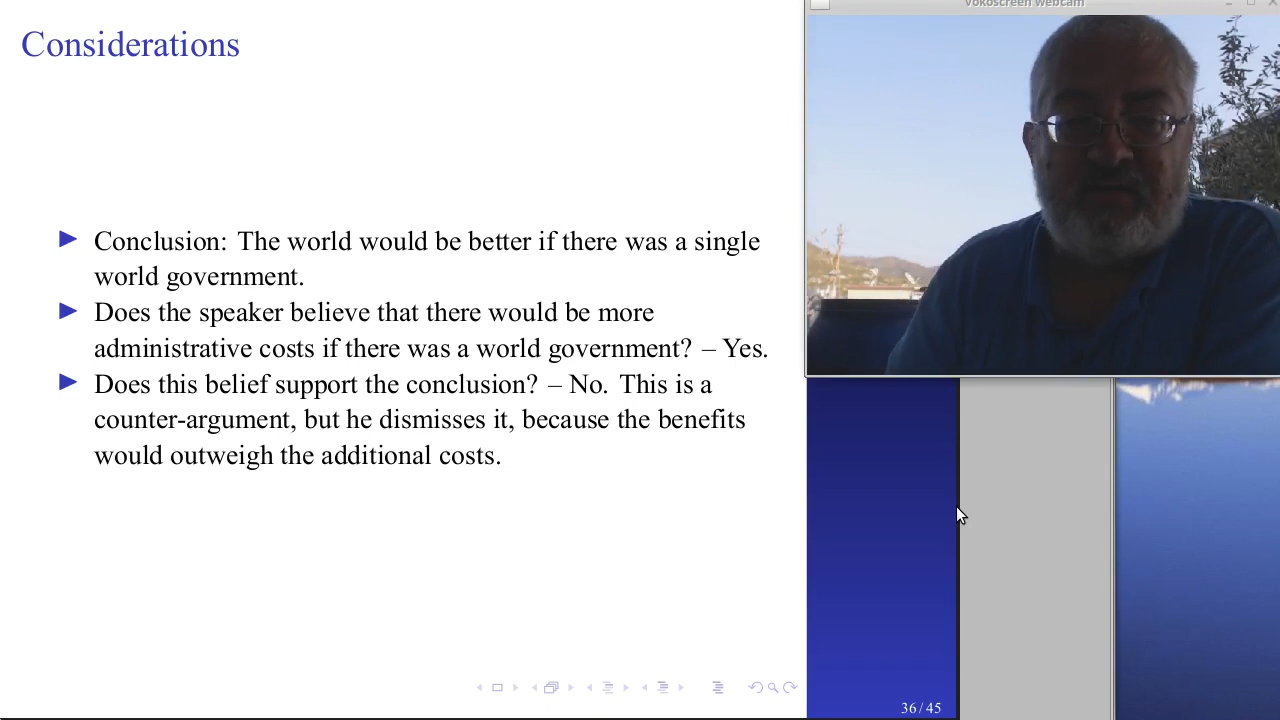 Considerations
Vokoscreen webcam
Conclusion: The world would be better if there was a single
world government.
Does the speaker believe that there would be more
administrative costs if there was a world government? – Yes.
Does this belief support the conclusion? – No. This is a
counter-argument, but he dismisses it, because the benefits
would outweigh the additional costs.
36 / 45